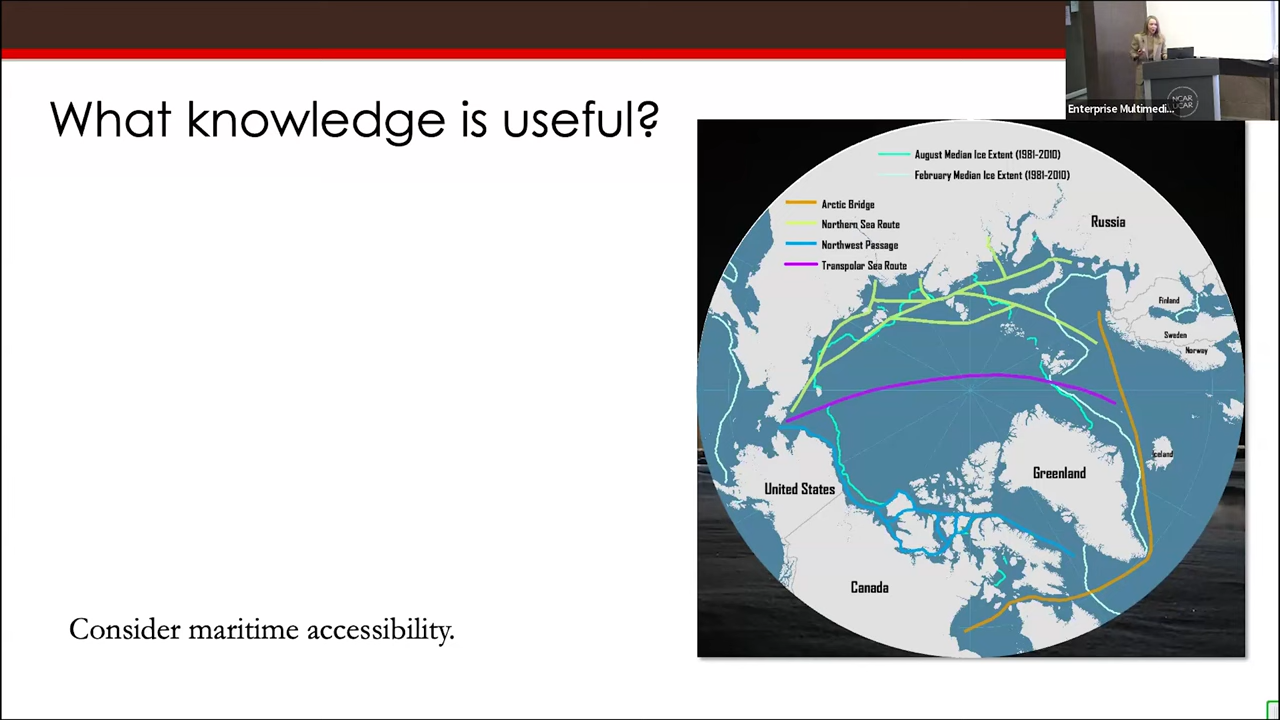 What knowledge is useful?
Enterprise Multimedi...
NCAR
UCAR
August Median Ice Extent (1981-2010)
February Median Ice Extent (1981-2010)
Arctic Bridge
Northern Sea Route
Northwest Passage
Transpolar Sea Route
Russia
Finland
Sweden
Norway
Iceland
Greenland
United States
Canada
Consider maritime accessibility.